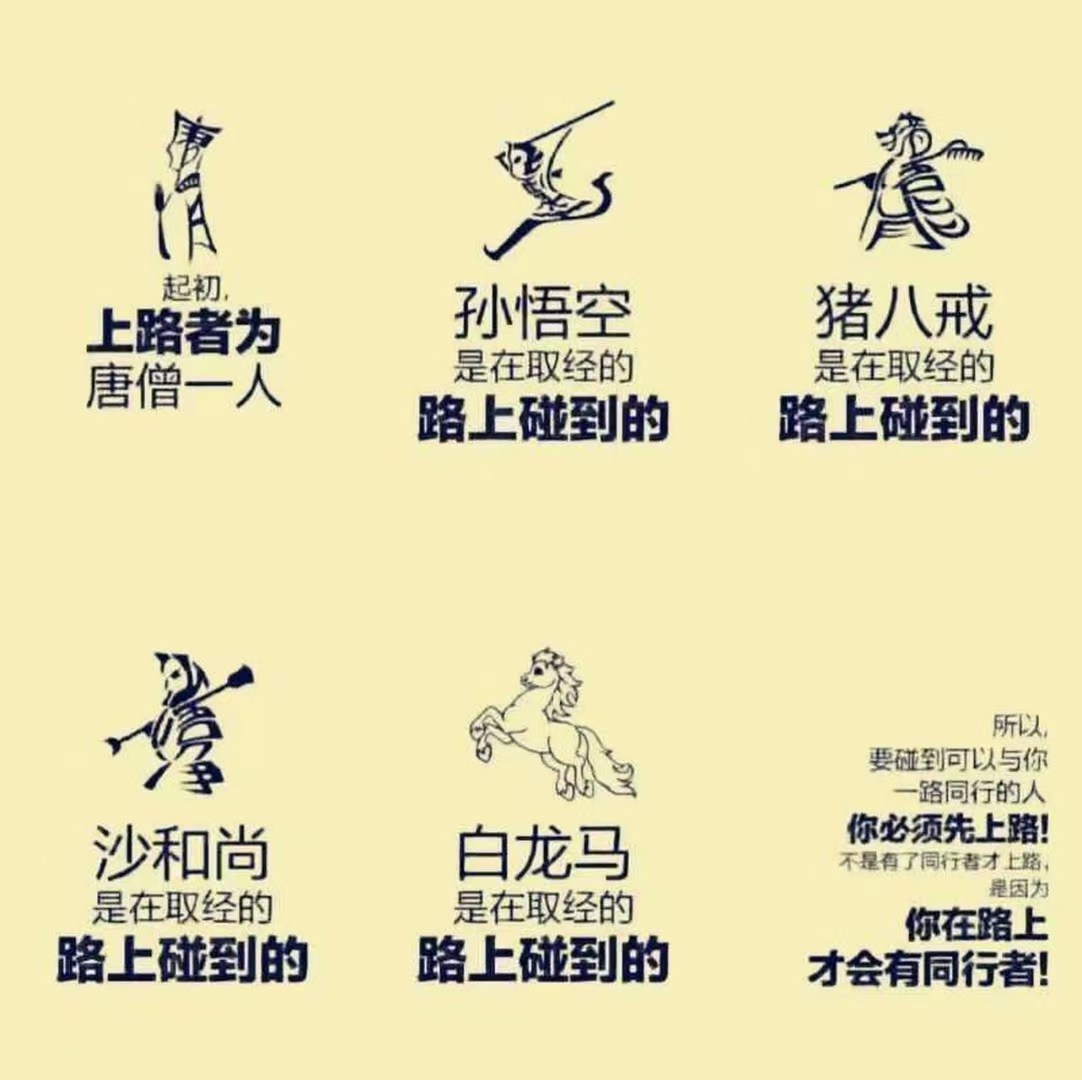 起初,
上路者为
唐僧一人
孙悟空
是在取经的
路上碰到的
猪八戒
是在取经的
路上碰到的
沙和尚
是在取经的
路上碰到的
白龙马
是在取经的
路上碰到的
所以,
要碰到可以与你
一路同行的人
你必须先上路!
不是有了同行者才上路,
是因为
你在路上
才会有同行者!